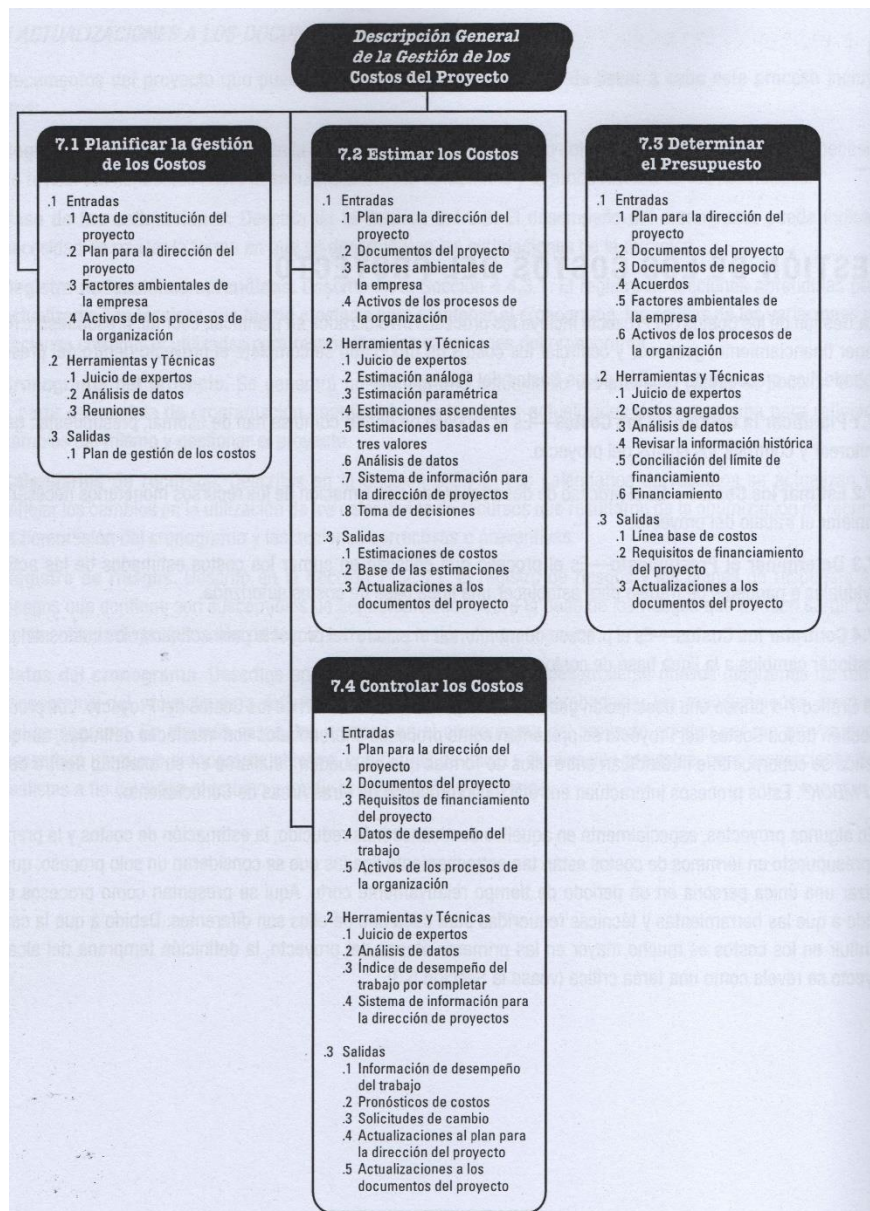 Descripción General
de la Gestión de los
Costos del Proyecto
7.1 Planificar la Gestión
de los Costos
.1 Entradas
.1 Acta de constitución del
proyecto
.2 Plan para la dirección del
proyecto
.3 Factores ambientales de
la empresa
.4 Activos de los procesos de
la organización
.2 Herramientas y Técnicas
.1 Juicio de expertos
.2 Análisis de datos
.3 Reuniones
.3 Salidas
.1 Plan de gestión de los costos
7.2 Estimar los Costos
.1 Entradas
.1 Plan para la dirección del
proyecto
.2 Documentos del proyecto
.3 Factores ambientales de
la empresa
.4 Activos de los procesos de
la organización
.2 Herramientas y Técnicas
.1 Juicio de expertos
.2 Estimación análoga
.3 Estimación paramétrica
.4 Estimaciones ascendentes
.5 Estimaciones basadas en
tres valores
.6 Análisis de datos
.7 Sistema de información para
la dirección de proyectos
.8 Toma de decisiones
.3 Salidas
.1 Estimaciones de costos
.2 Base de las estimaciones
.3 Actualizaciones a los
documentos del proyecto
7.3 Determinar
el Presupuesto
.1 Entradas
.1 Plan para la dirección del
proyecto
.2 Documentos del proyecto
.3 Documentos de negocio
.4 Acuerdos
.5 Factores ambientales de
la empresa
.6 Activos de los procesos de
la organización
.2 Herramientas y Técnicas
.1 Juicio de expertos
.2 Costos agregados
.3 Análisis de datos
.4 Revisar la información histórica
.5 Conciliación del límite de
financiamiento
.6 Financiamiento
.3 Salidas
.1 Línea base de costos
.2 Requisitos de financiamiento
del proyecto
.3 Actualizaciones a los
documentos del proyecto
7.4 Controlar los Costos
.1 Entradas
.1 Plan para la dirección del
proyecto
.2 Documentos del proyecto
.3 Requisitos de financiamiento
del proyecto
.4 Datos de desempeño del
trabajo
.5 Activos de los procesos de
la organización
.2 Herramientas y Técnicas
.1 Juicio de expertos
.2 Análisis de datos
.3 Índice de desempeño del
trabajo por completar
.4 Sistema de información para
la dirección de proyectos
.3 Salidas
.1 Información de desempeño
del trabajo
.2 Pronósticos de costos
.3 Solicitudes de cambio
.4 Actualizaciones al plan para
la dirección del proyecto
.5 Actualizaciones a los
documentos del proyecto